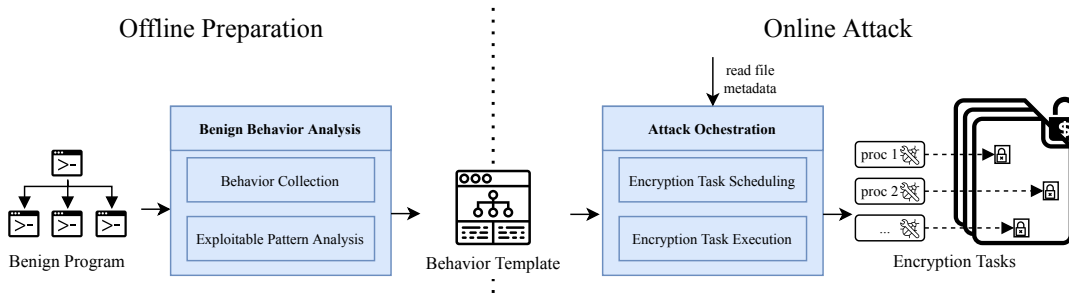 Offline Preparation
Online Attack
read file
metadata
Benign Behavior Analysis
Behavior Collection
Exploitable Pattern Analysis
Benign Program
Behavior Template
Attack Ochestration
Encryption Task Scheduling
Encryption Task Execution
proc 1
proc 2
...
$
Encryption Tasks